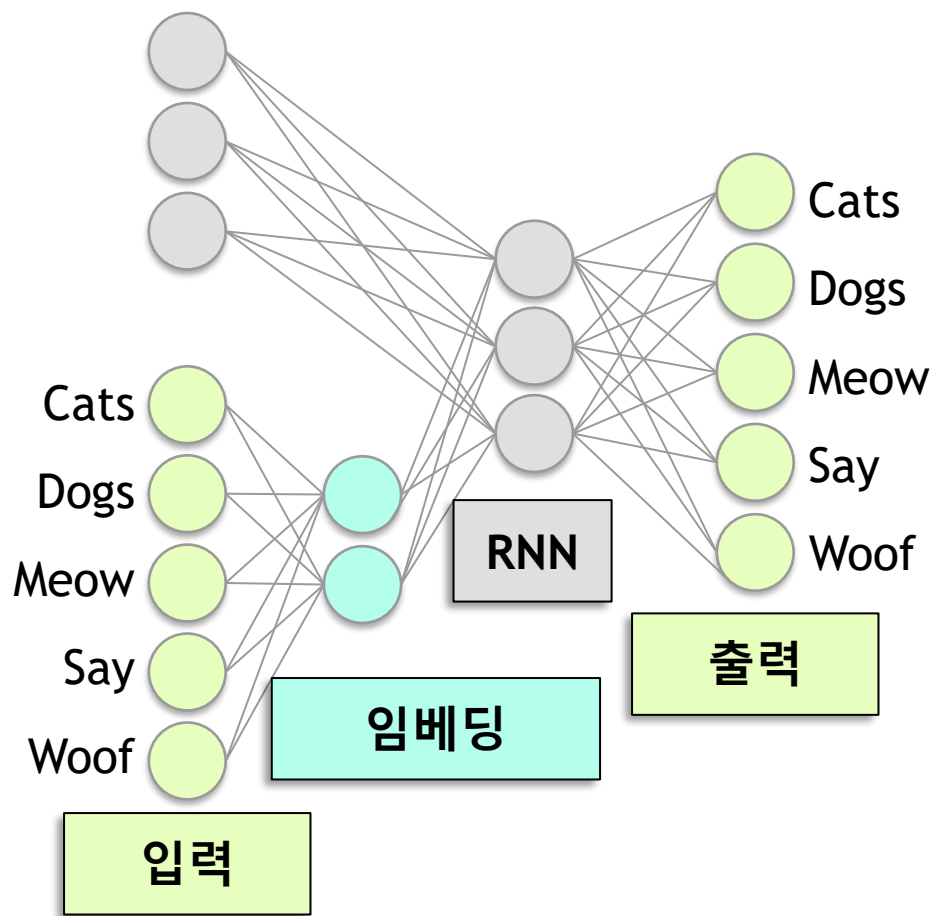 Cats
Dogs
Meow
Say
Woof
입력
임베딩
RNN
Cats
Dogs
Meow
Say
Woof
출력